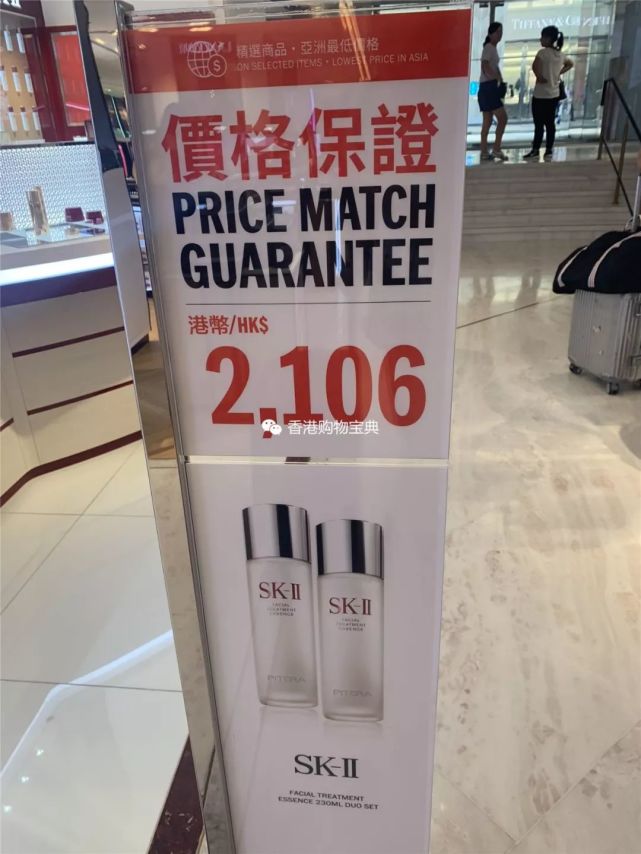 精選商品・亞洲最低價格
ON SELECTED ITEMS・LOWEST PRICE IN ASIA
價格保證
PRICE MATCH
GUARANTEE
港幣/HK$
2,106
香港购物宝典
SK-II
FACIAL
TREATMENT
ESSENCE
PITERA
SK-II
FACIAL
TREATMENT
ESSENCE
PITERA
SK-II
FACIAL TREATMENT
ESSENCE 230ML DUO SET